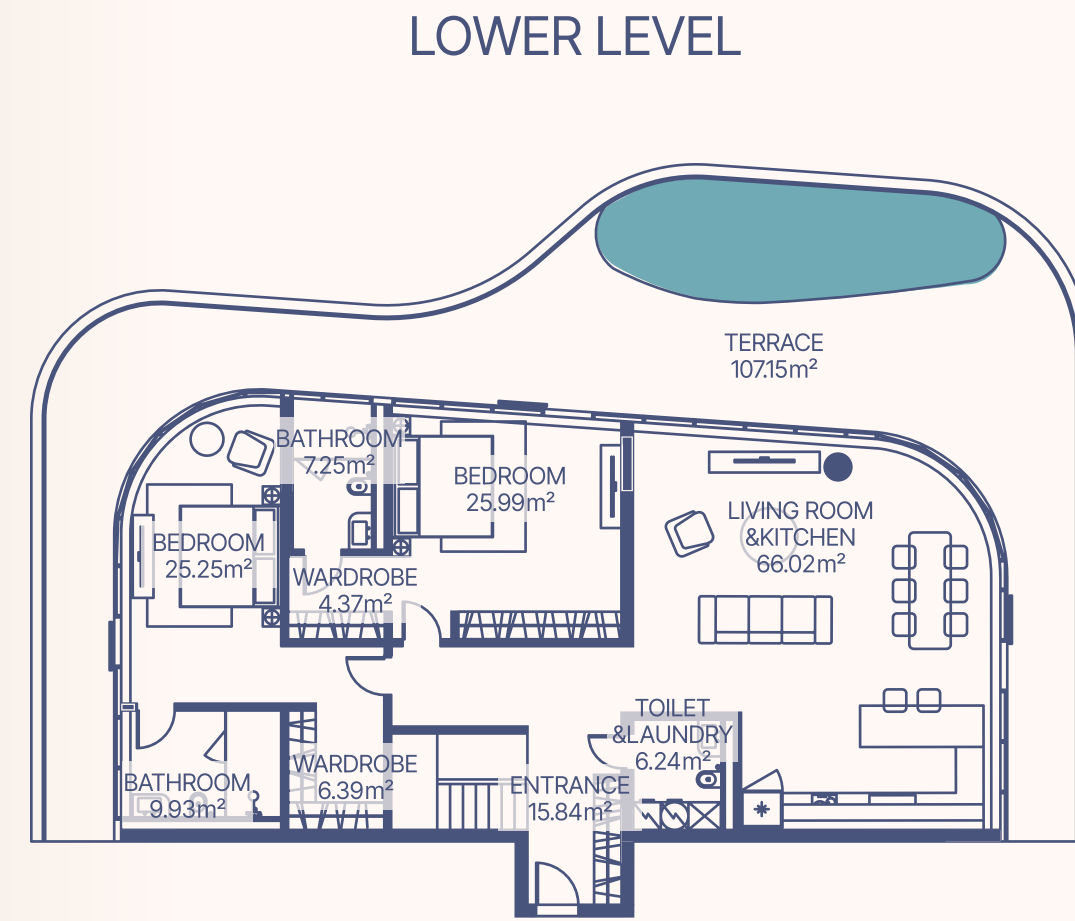 LOWER LEVEL
TERRACE
107.15m²
BATHROOM
7.25m²
BEDROOM
25.99m²
LIVING ROOM
&KITCHEN
66.02m²
BEDROOM
25.25m²
WARDROBE
4.37m²
TOILET
&LAUNDRY
6.24m²
BATHROOM
9.93m²
WARDROBE
6.39m²
ENTRANCE
15.84m²